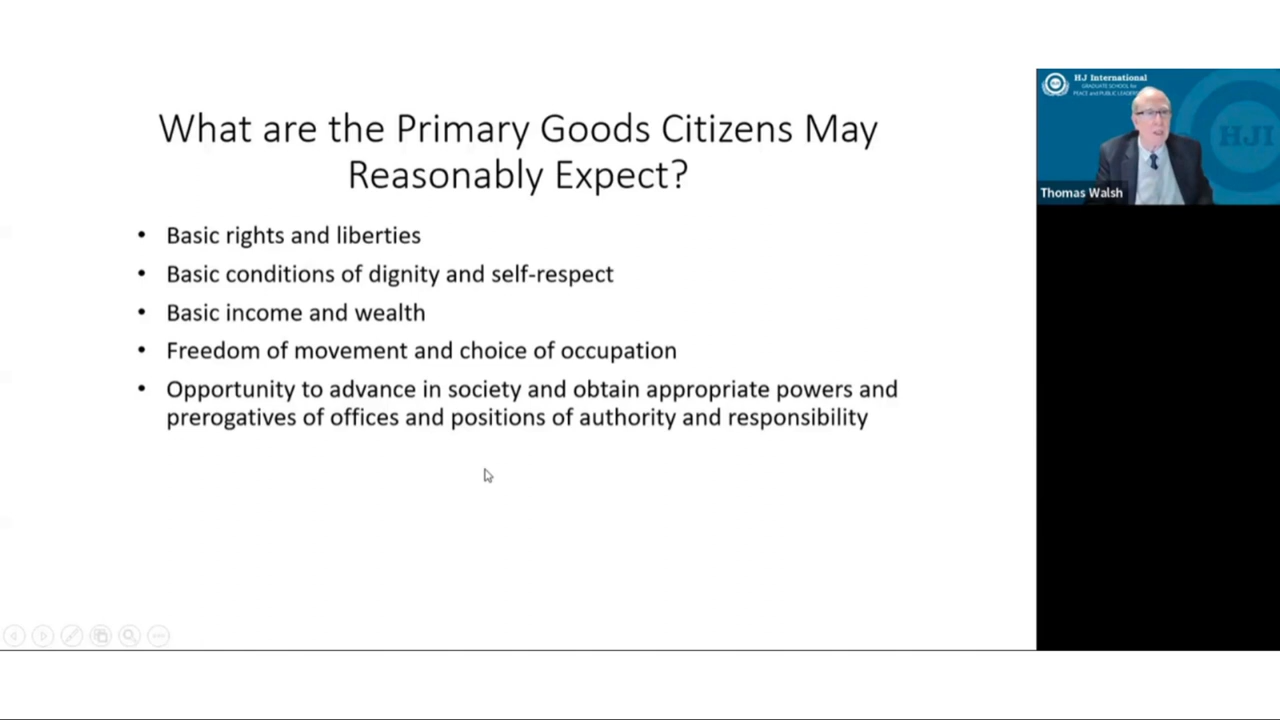 What are the Primary Goods Citizens May
Reasonably Expect?
• Basic rights and liberties
• Basic conditions of dignity and self-respect
• Basic income and wealth
• Freedom of movement and choice of occupation
• Opportunity to advance in society and obtain appropriate powers and
prerogatives of offices and positions of authority and responsibility
HJ International
GRADUATE SCHOOL for
PEACE and PUBLIC
HJI
Thomas Walsh